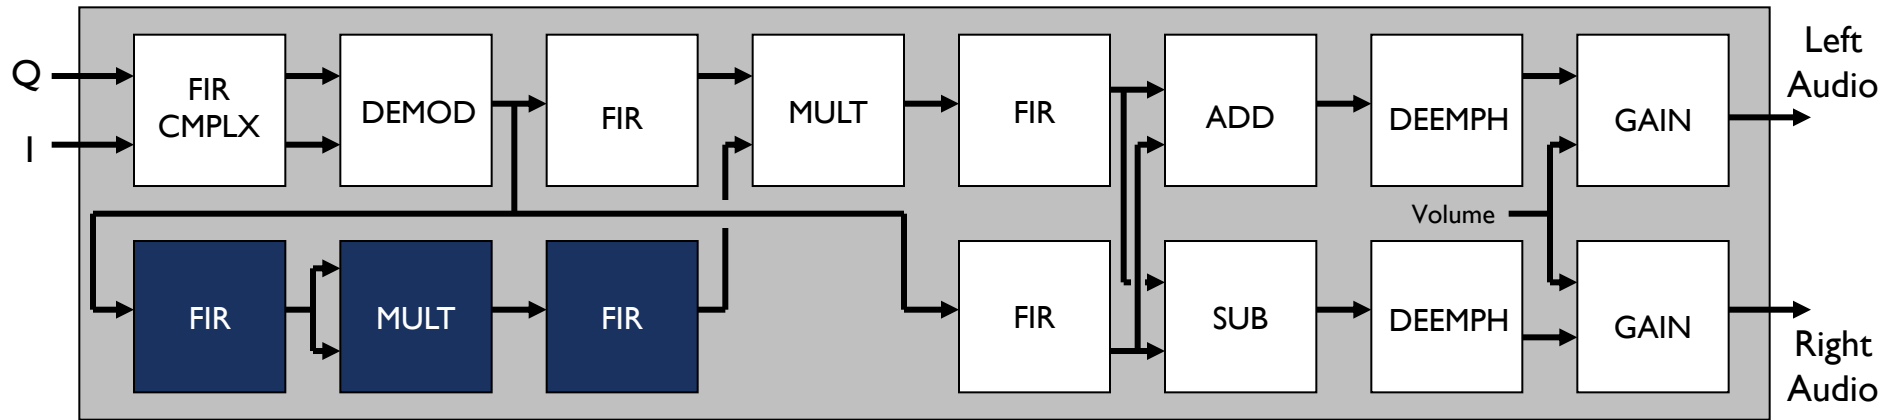 Q
I
FIR
CMPLX
DEMOD
FIR
MULT
FIR
ADD
DEEMPH
GAIN
Left
Audio
Volume
FIR
MULT
FIR
FIR
SUB
DEEMPH
GAIN
Right
Audio